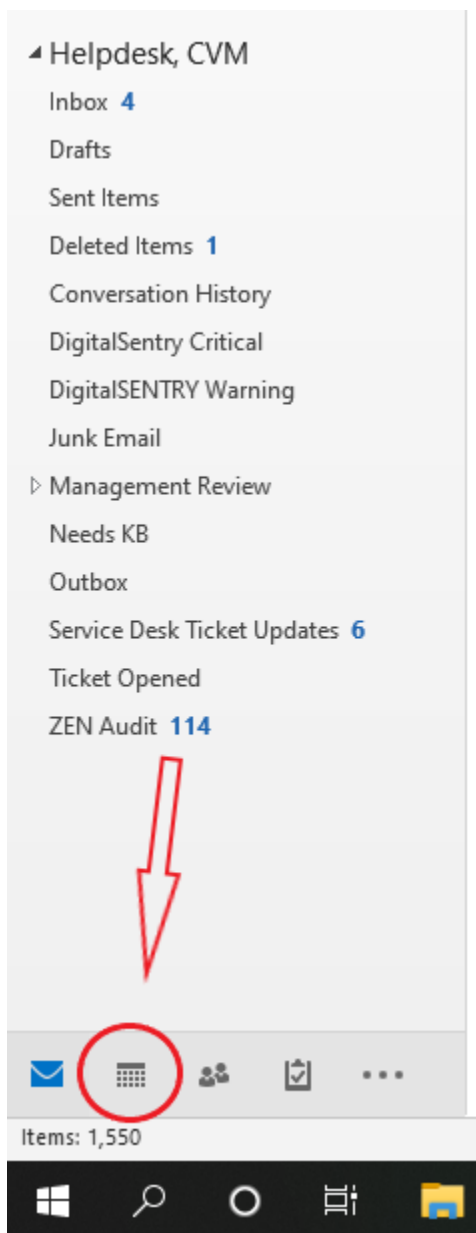 Helpdesk, CVM
Inbox 4
Drafts
Sent Items
Deleted Items 1
Conversation History
DigitalSentry Critical
DigitalSENTRY Warning
Junk Email
Management Review
Needs KB
Outbox
Service Desk Ticket Updates 6
Ticket Opened
ZEN Audit 114
Items: 1,550